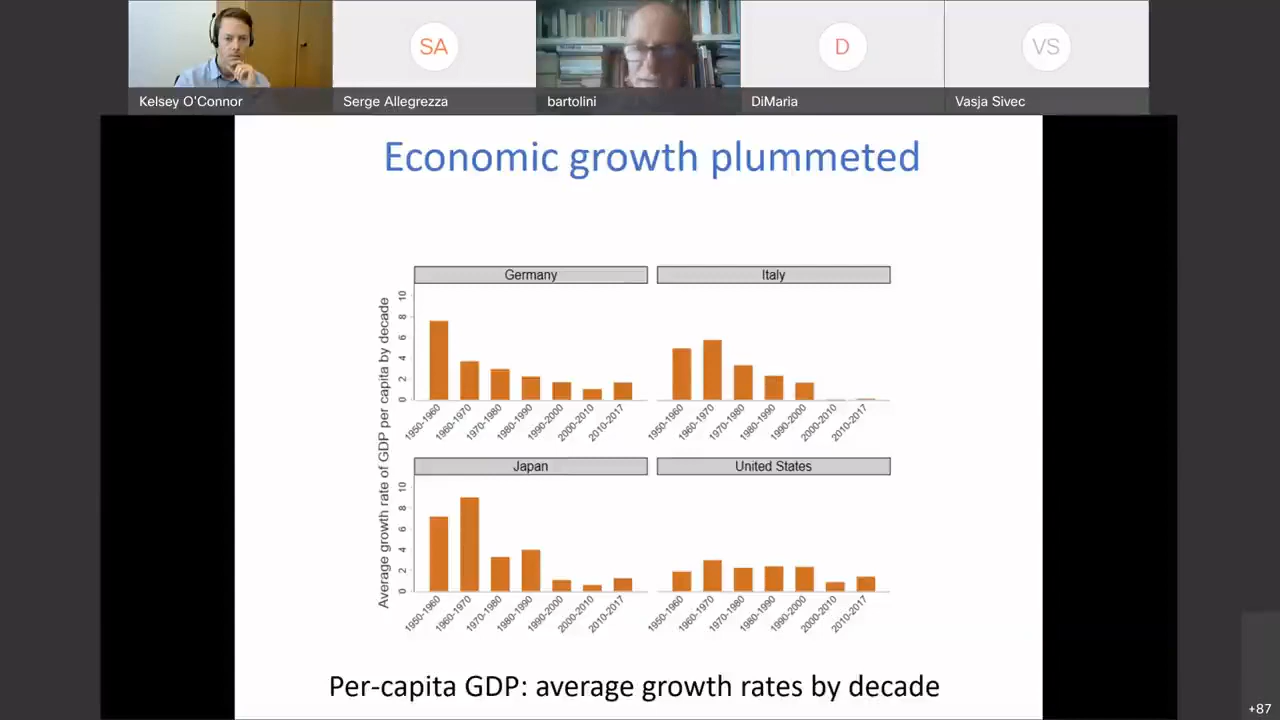 SA
D
VS
Kelsey O'Connor
Serge Allegrezza
bartolini
DiMaria
Vasja Sivec
Economic growth plummeted
Average growth rate of GDP per capita by decade
Germany
10
8
6
4
2
0
1950-1960
1960-1970
1970-1980
1980-1990
1990-2000
2000-2010
2010-2017
Italy
1950-1960
1960-1970
1970-1980
1980-1990
1990-2000
2000-2010
2010-2017
Japan
10
8
6
4
2
0
1950-1960
1960-1970
1970-1980
1980-1990
1990-2000
2000-2010
2010-2017
United States
1950-1960
1960-1970
1970-1980
1980-1990
1990-2000
2000-2010
2010-2017
Per-capita GDP: average growth rates by decade
+87